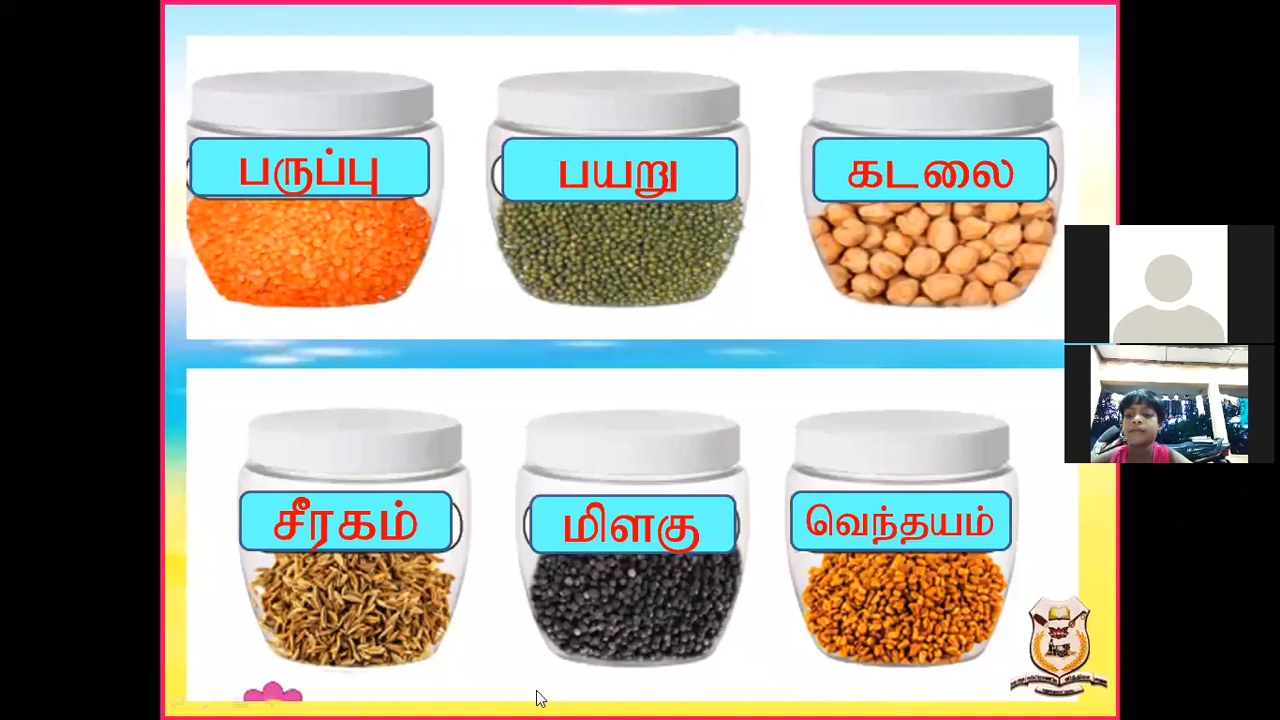 பருப்பு
பயறு
கடலை
சீரகம்
மிளகு
வெந்தயம்